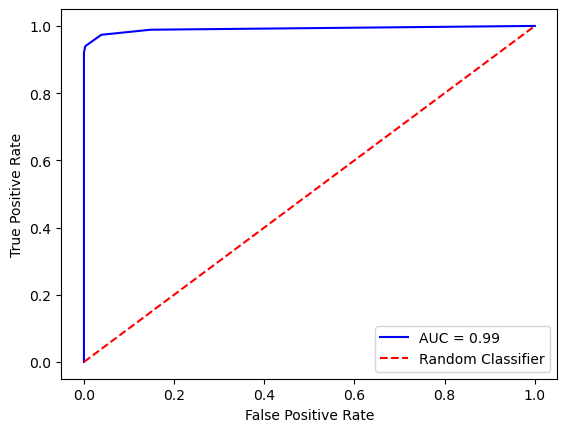 1.0
0.8
0.6
0.4
0.2
0.0
True Positive Rate
AUC = 0.99
Random Classifier
0.0 0.2 0.4 0.6 0.8 1.0
False Positive Rate